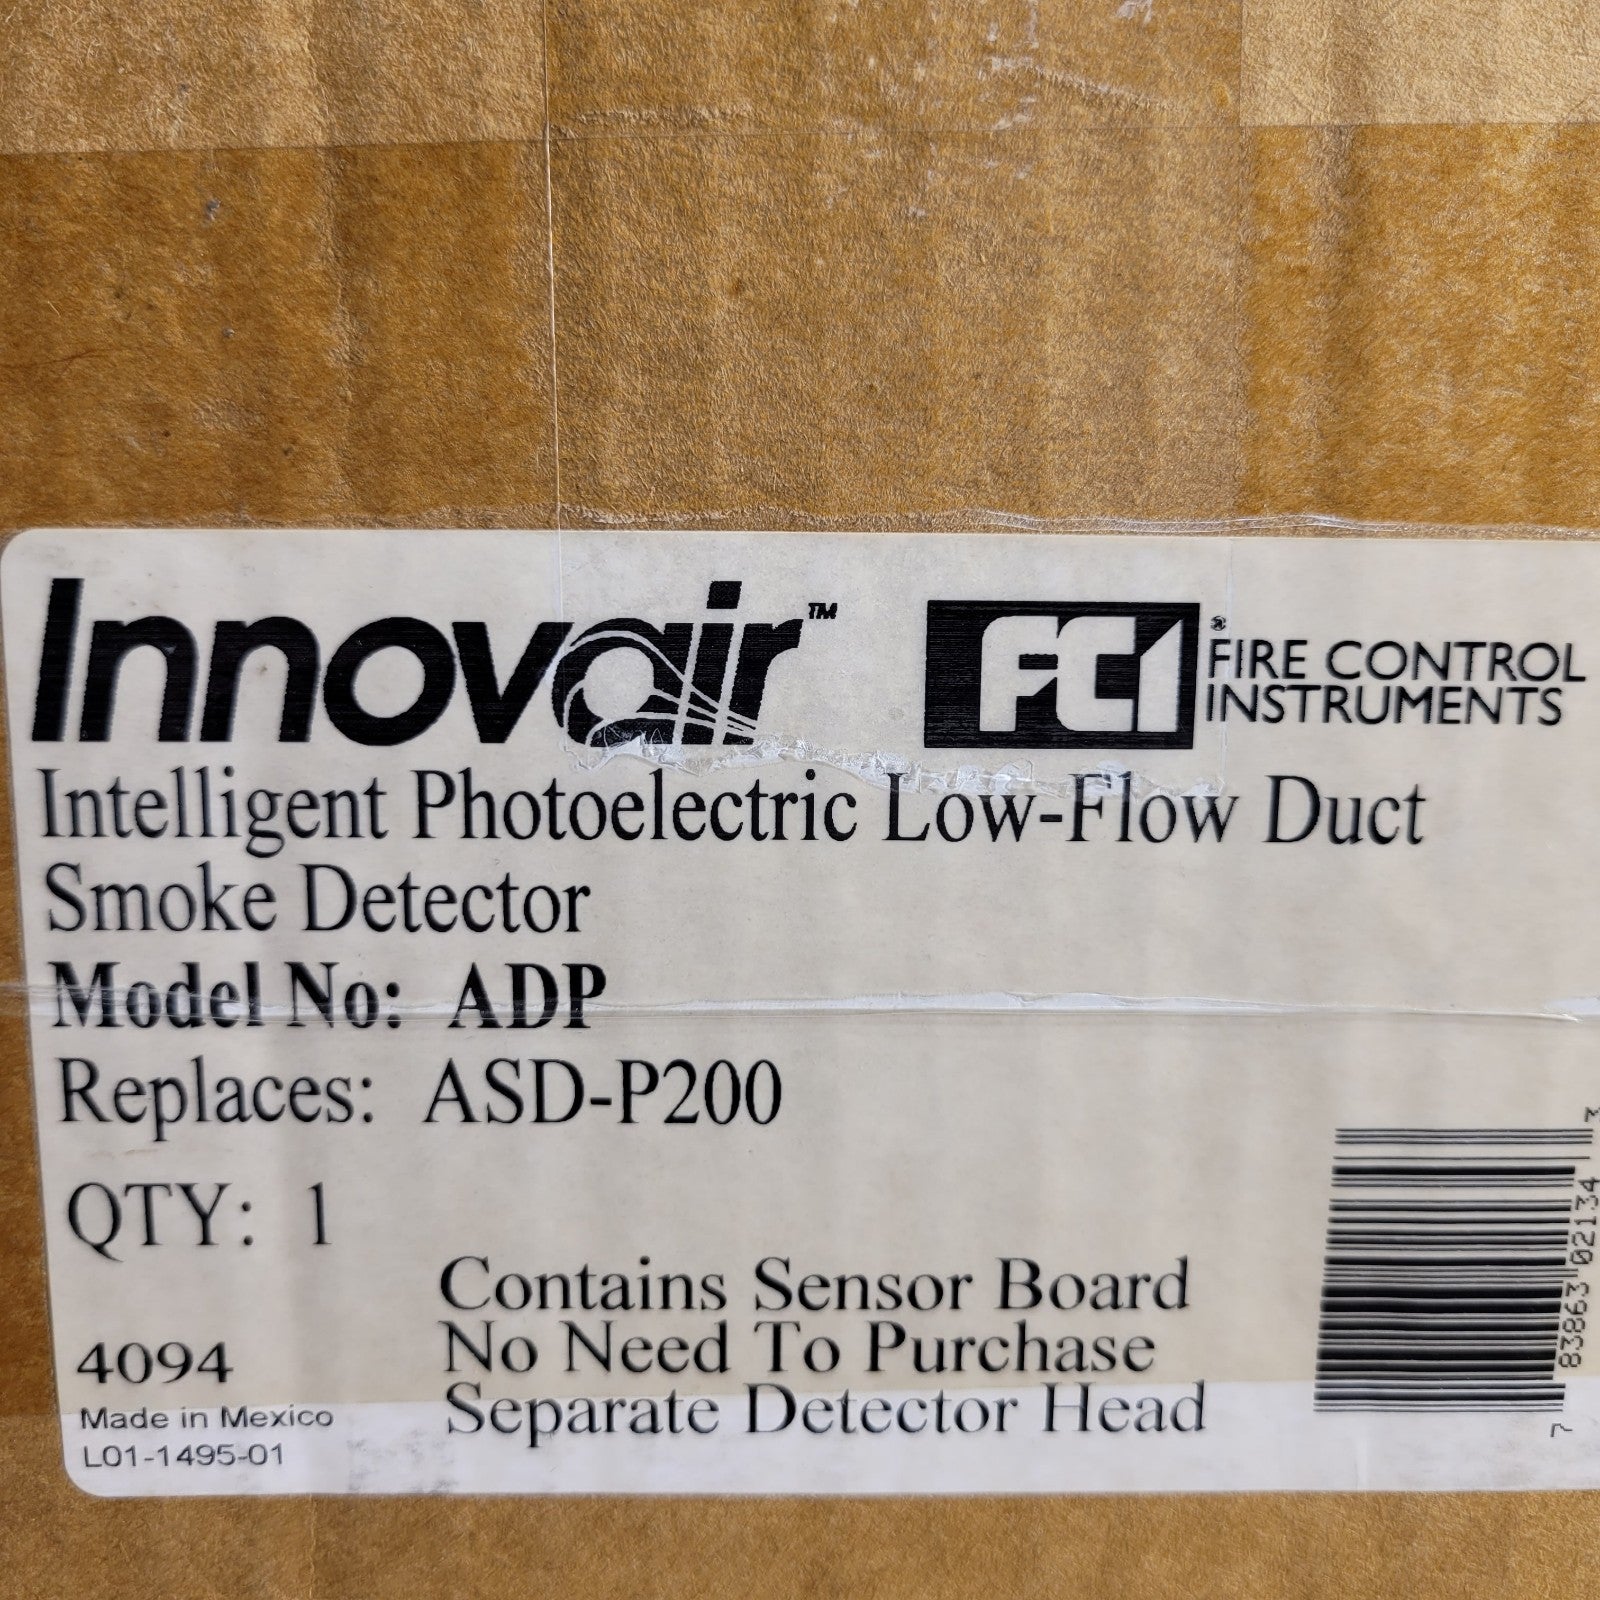 Innovair™
FCI® FIRE CONTROL
INSTRUMENTS
Intelligent Photoelectric Low-Flow Duct
Smoke Detector
Model No: ADP
Replaces: ASD-P200
QTY: 1
Contains Sensor Board
No Need To Purchase
Separate Detector Head
4094
Made in Mexico
L01-1495-01
7 83863 02134 3